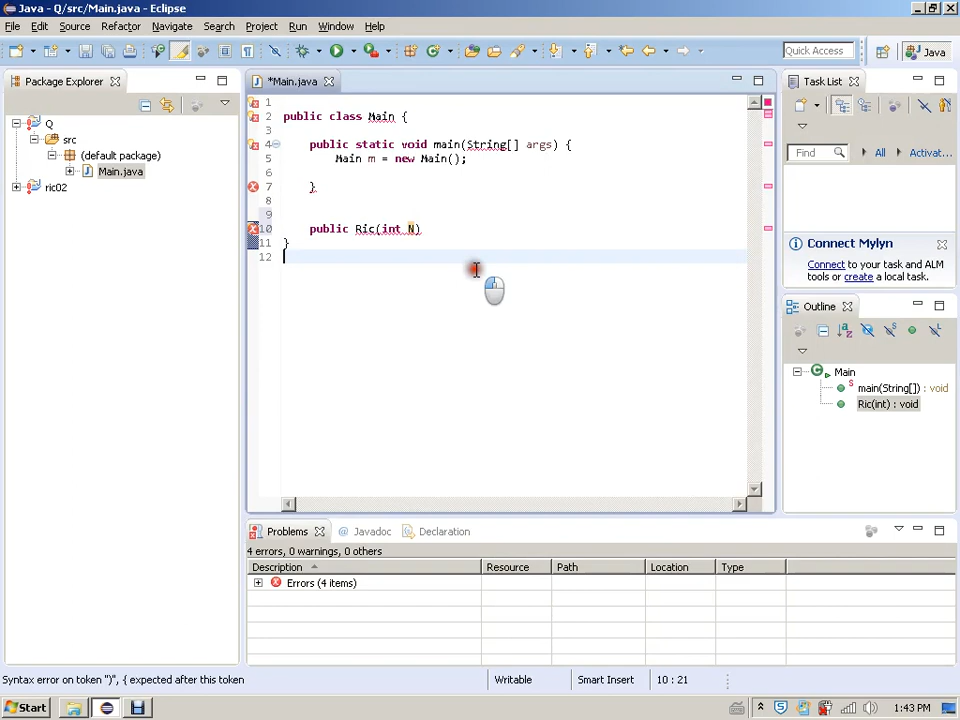 Java - Q/src/Main.java - Eclipse
File Edit Source Refactor Navigate Search Project Run Window Help
Quick Access
Java
Package Explorer
*Main.java
Task List
Q
src
(default package)
Main.java
ric02
1
2 public class Main {
3
4 public static void main(String[] args) {
5 Main m = new Main();
6
7 }
8
9
10 public Ric(int N)
11 }
12
Find
All
Activat...
Connect Mylyn
Connect to your task and ALM
tools or create a local task.
Outline
Main
main(String[]) : void
Ric(int) : void
Problems @ Javadoc Declaration
4 errors, 0 warnings, 0 others
Description Resource Path Location Type
Errors (4 items)
Syntax error on token ")", { expected after this token
Writable
Smart Insert
10 : 21
Start
1:43 PM